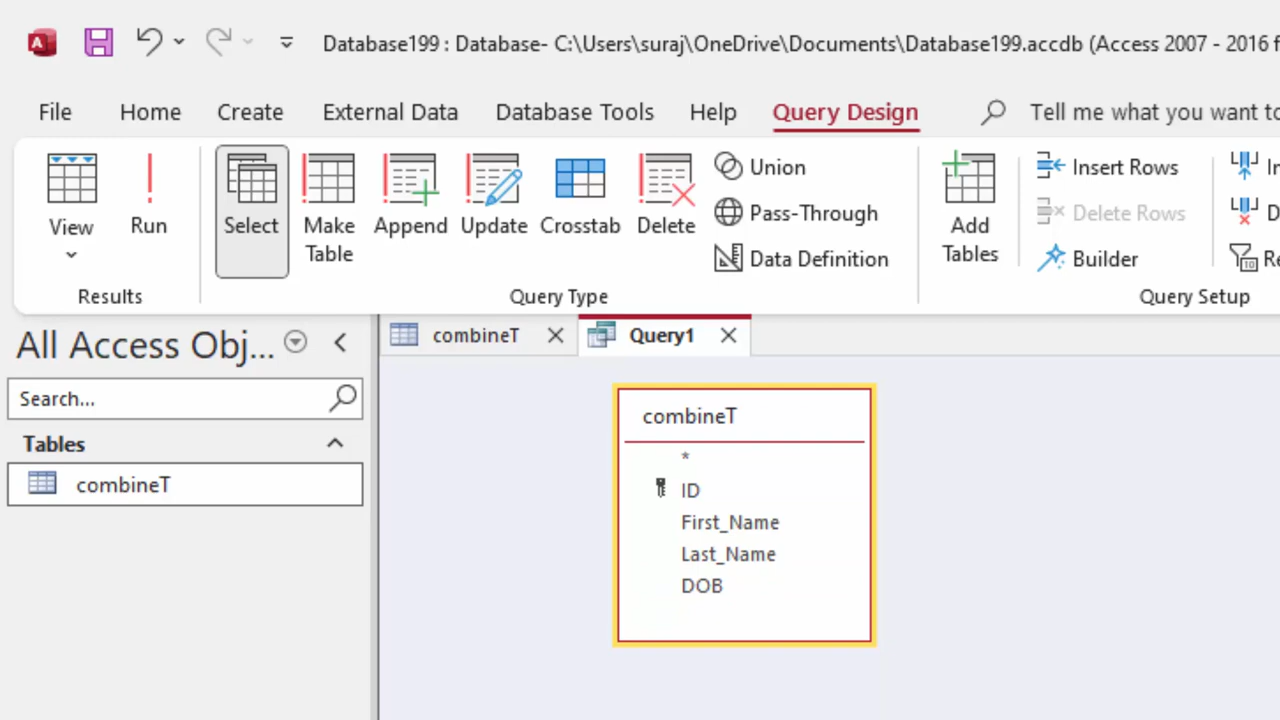 Database199 : Database- C:\Users\suraj\OneDrive\Documents\Database199.accdb (Access 2007 - 2016 f
File Home Create External Data Database Tools Help Query Design Tell me what you want to
View Run Select Make Table Append Update Crosstab Delete
Union
Pass-Through
Data Definition
Add Tables
Insert Rows
Delete Rows
Builder
Results Query Type Query Setup
All Access Obj...
Search...
Tables
combineT
combineT Query1
combineT
*
ID
First_Name
Last_Name
DOB